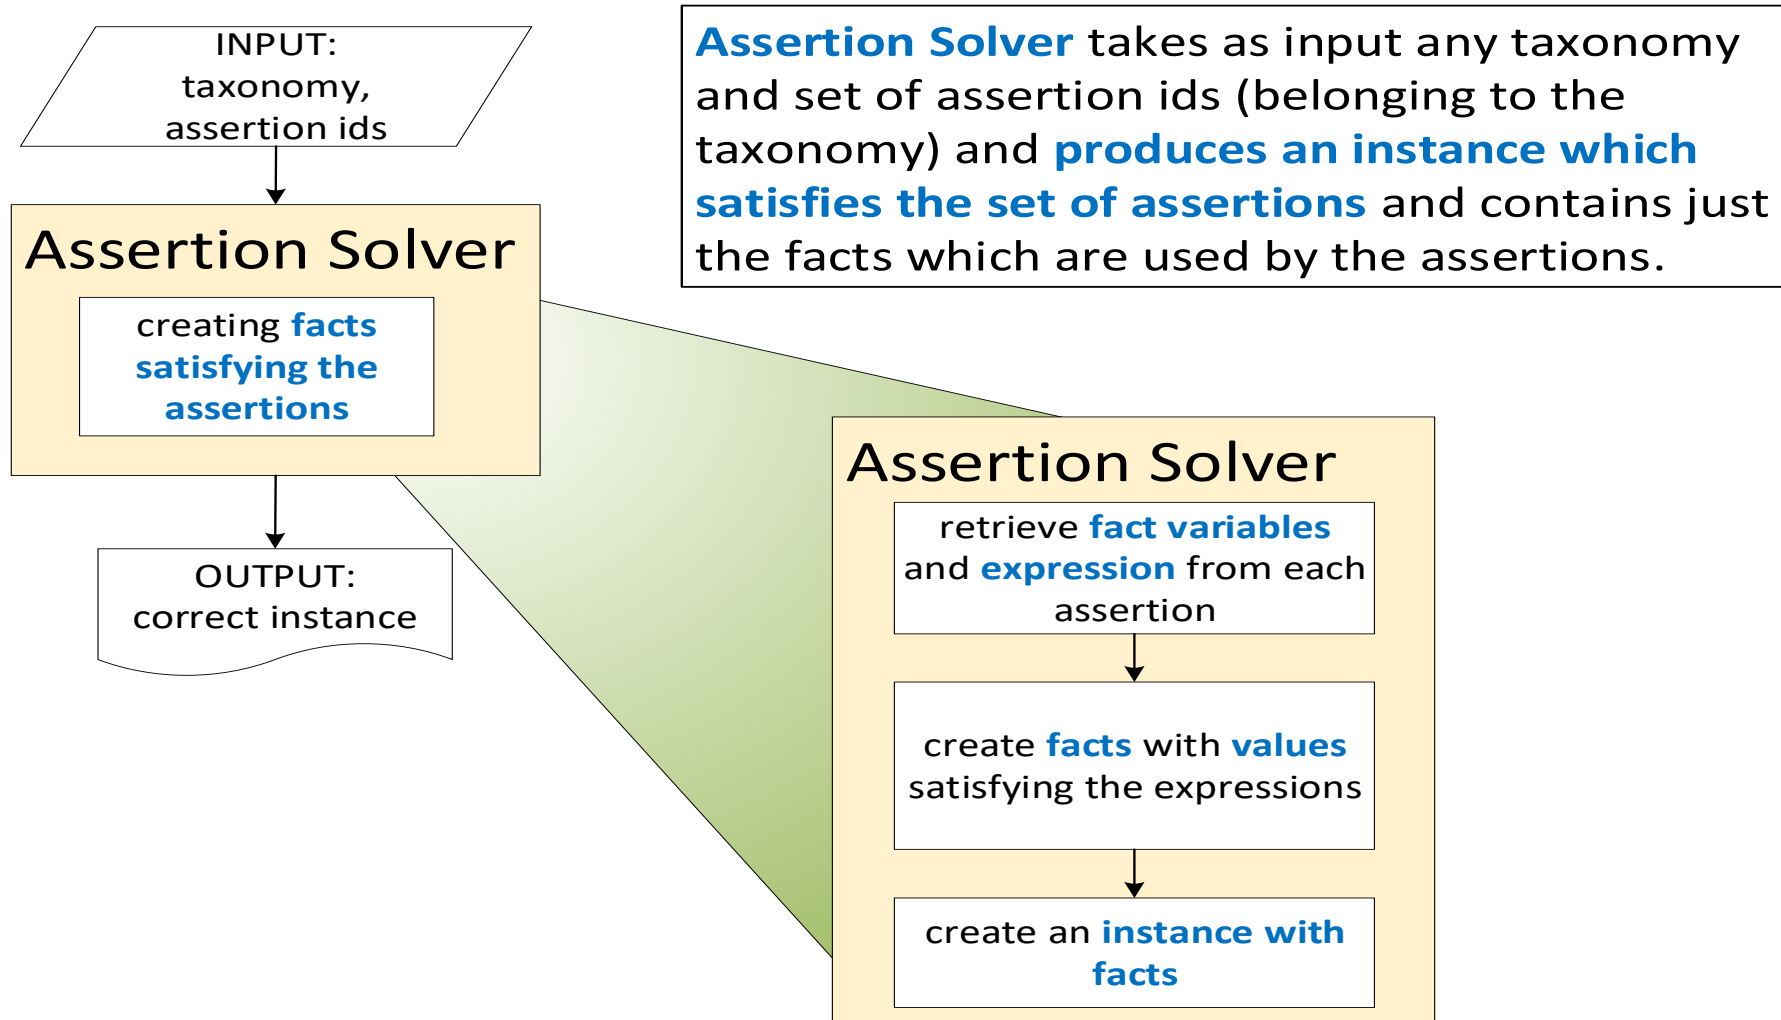 INPUT:
taxonomy,
assertion ids
Assertion Solver takes as input any taxonomy
and set of assertion ids (belonging to the
taxonomy) and produces an instance which
satisfies the set of assertions and contains just
the facts which are used by the assertions.
Assertion Solver
creating facts
satisfying the
assertions
OUTPUT:
correct instance
Assertion Solver
retrieve fact variables
and expression from each
assertion
create facts with values
satisfying the expressions
create an instance with
facts